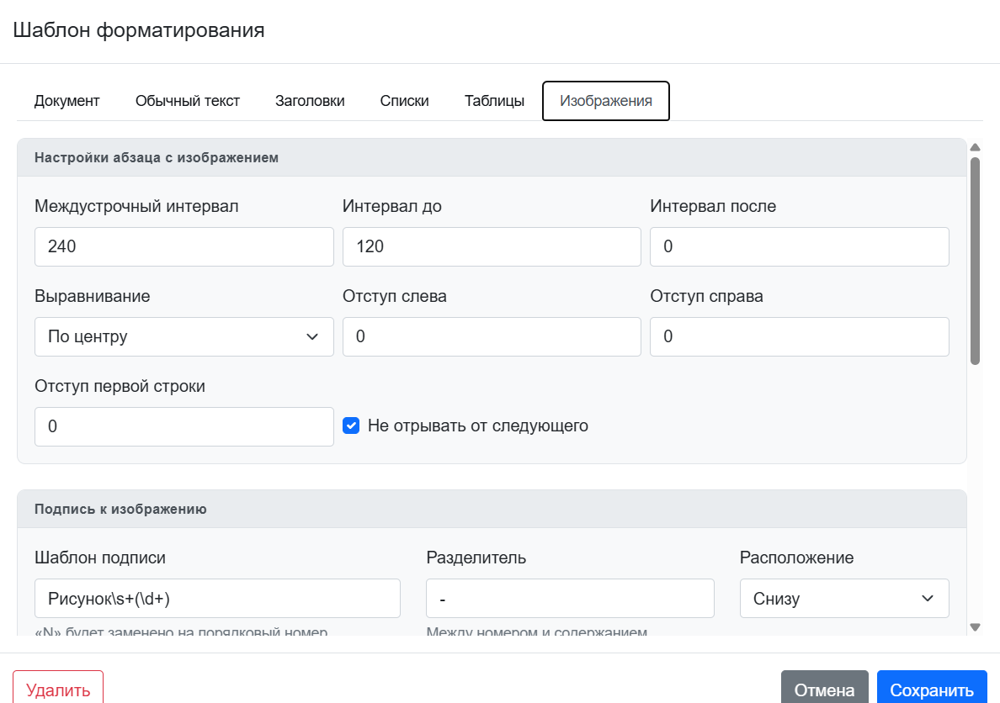 Шаблон форматирования
Документ Обычный текст Заголовки Списки Таблицы Изображения
Настройки абзаца с изображением
Междустрочный интервал Интервал до Интервал после
240 120 0
Выравнивание Отступ слева Отступ справа
По центру 0 0
Отступ первой строки
0 Не отрывать от следующего
Подпись к изображению
Шаблон подписи Разделитель Расположение
Рисунок\s+(\d+) - Снизу
«N» будет заменено на порядковый номер Между номером и содержанием
Удалить Отмена Сохранить